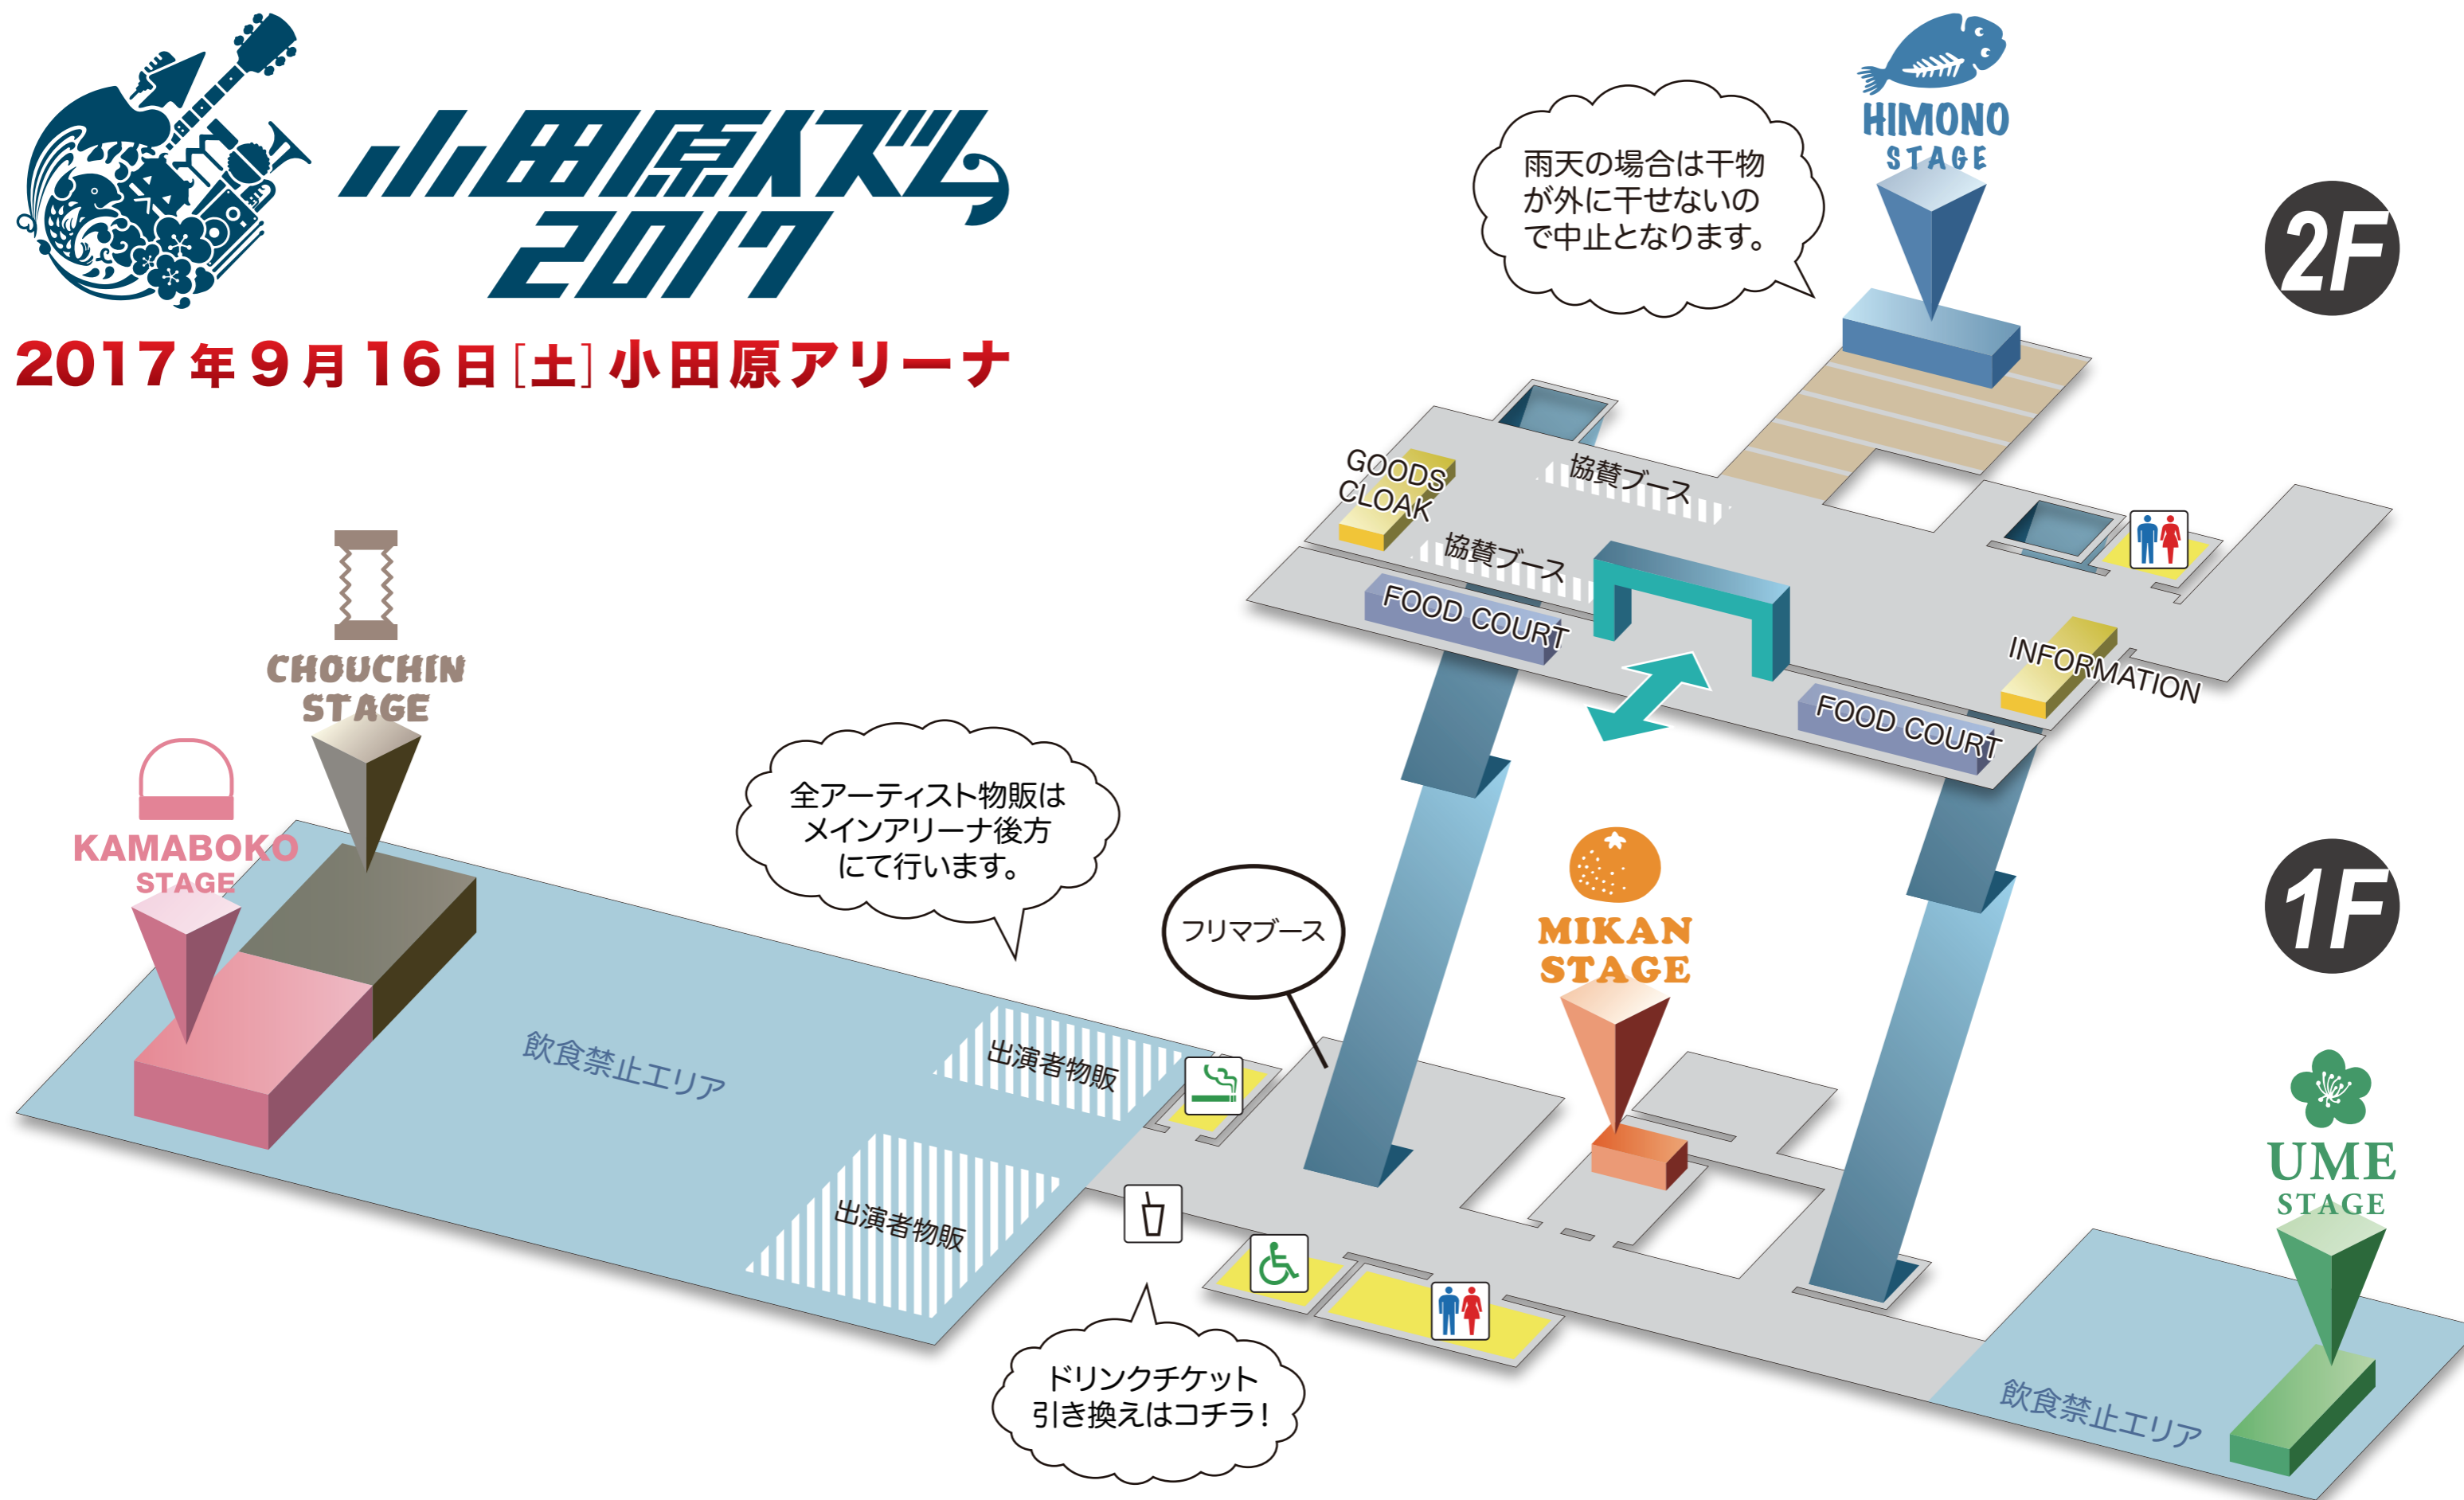 小田原イズム
2017
2017年9月16日[土]小田原アリーナ
HIMONO
STAGE
雨天の場合は干物
が外に干せないの
で中止となります。
2F
GOODS
CLOAK
協賛ブース
協賛ブース
FOOD COURT
INFORMATION
FOOD COURT
CHOUCHIN
STAGE
KAMABOKO
STAGE
全アーティスト物販は
メインアリーナ後方
にて行います。
フリマブース
MIKAN
STAGE
1F
飲食禁止エリア
出演者物販
出演者物販
UME
STAGE
ドリンクチケット
引き換えはコチラ!
飲食禁止エリア